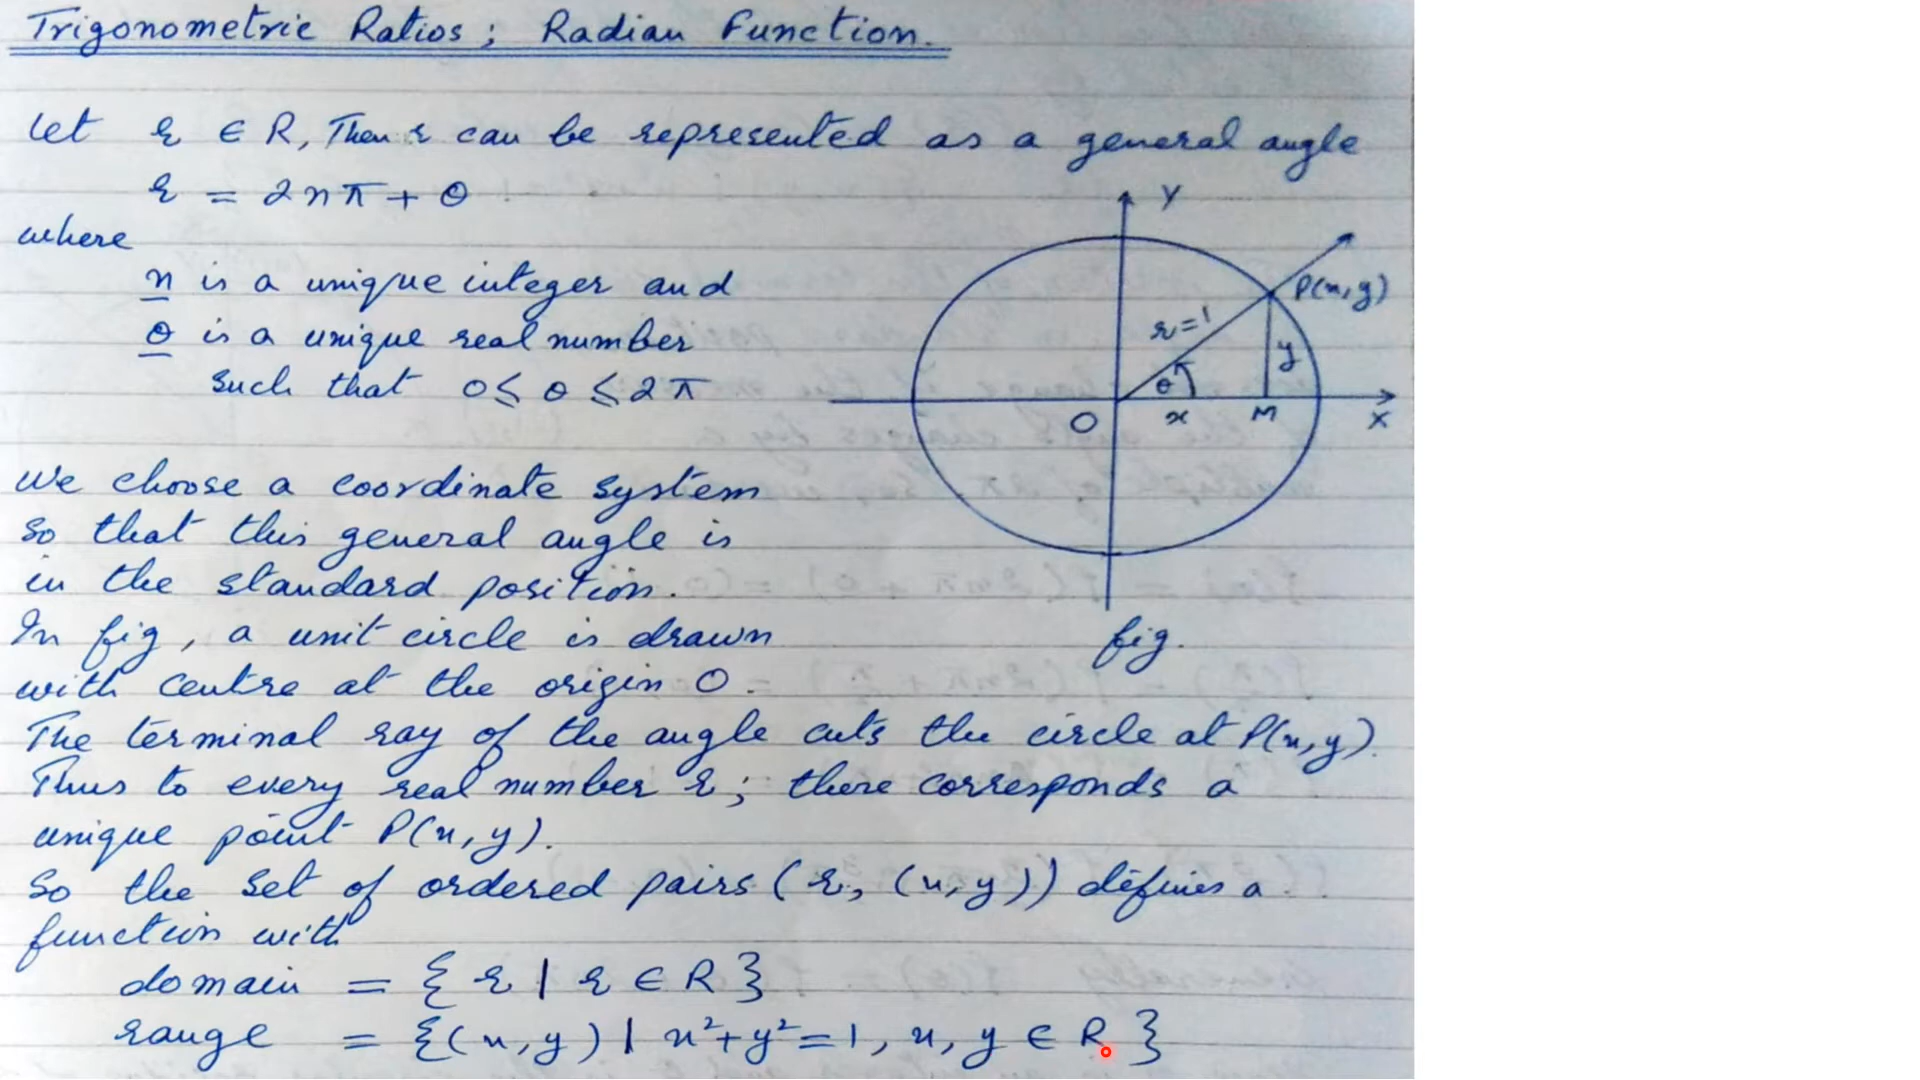 Trigonometric Ratios; Radian Function.
Let r ∈ R, Then r can be represented as a general angle
r = 2nπ + θ
where
n is a unique integer and
θ is a unique real number
such that 0 ≤ θ ≤ 2π
Y
P(x,y)
r=1
y
θ
O
x
M
X
fig.
We choose a coordinate system
so that this general angle is
in the standard position.
In fig, a unit circle is drawn
with centre at the origin O.
The terminal ray of the angle cuts the circle at P(x,y).
Thus to every real number r; there corresponds a
unique point P(x,y).
So the set of ordered pairs (r, (x,y)) defines a
function with
domain = { r | r ∈ R }
range = {(x,y) | x²+y²=1, x, y ∈ R }